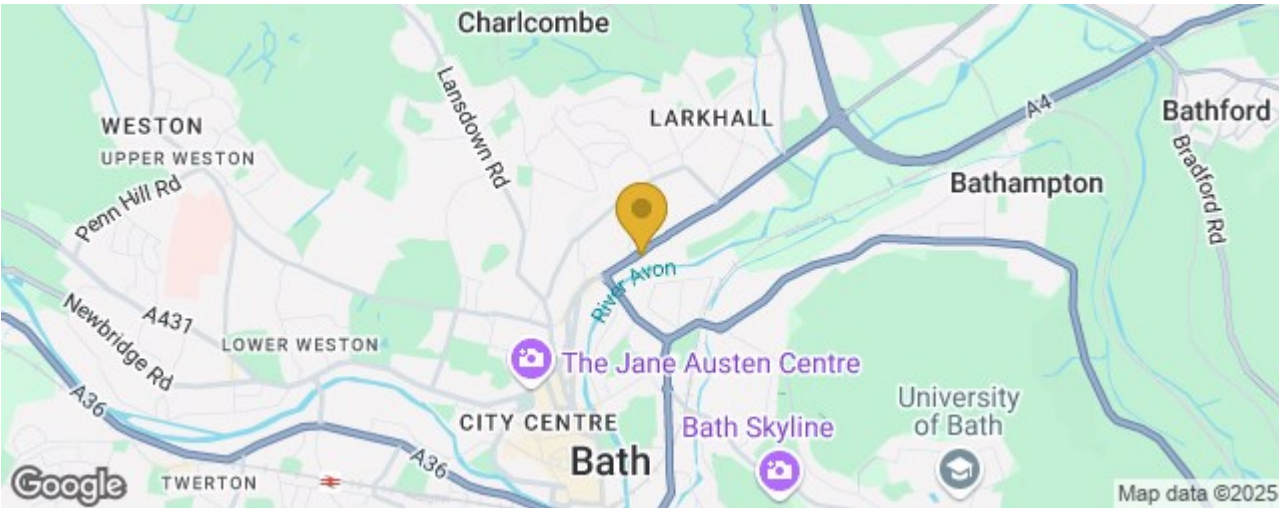 Charlcombe
Lansdown Rd
LARKHALL
A4
Bathford
WESTON
UPPER WESTON
Bradford Rd
Penn Hill Rd
Bathampton
River Avon
A431
Newbridge Rd
LOWER WESTON
The Jane Austen Centre
A36
University
of Bath
CITY CENTRE
Bath Skyline
A36
Bath
TWERTON
Google
Map data ©2025